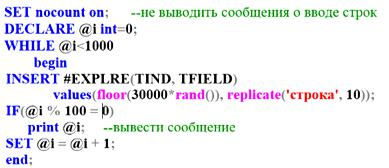 SET nocount on; --не выводить сообщения о вводе строк
DECLARE @i int=0;
WHILE @i<1000
begin
INSERT #EXPLRE(TIND, TFIELD)
values(floor(30000*rand()), replicate('строка', 10));
IF(@i % 100 = 0)
print @i; --вывести сообщение
SET @i = @i + 1;
end;